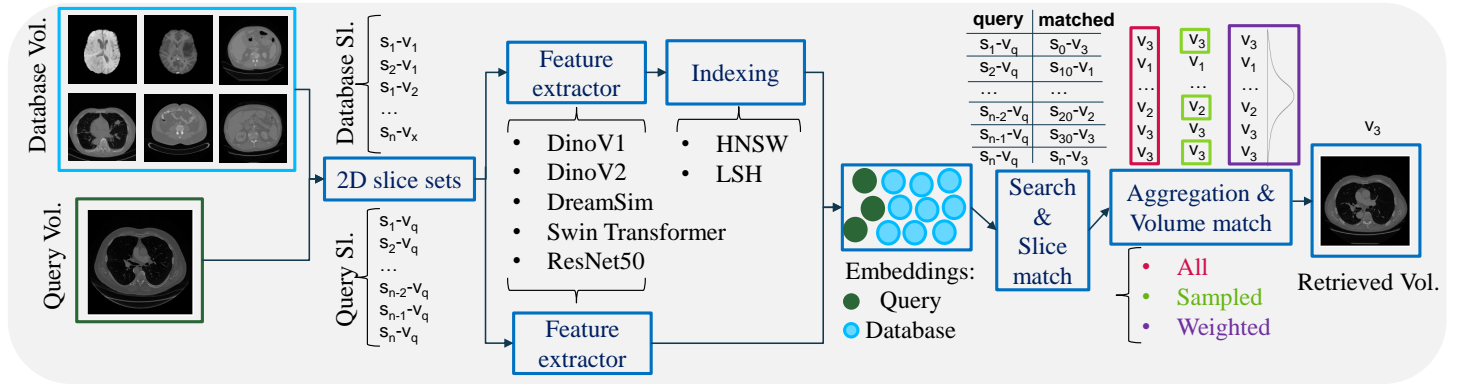 Database Vol.
Query Vol.
Database Sl.
s1-v1
s2-v1
s1-v2
...
sn-vx
2D slice sets
Query Sl.
s1-vq
s2-vq
...
sn-2-vq
sn-1-vq
sn-vq
Feature
extractor
Indexing
• DinoV1
• DinoV2
• DreamSim
• Swin Transformer
• ResNet50
• HNSW
• LSH
Feature
extractor
Embeddings:
Query
Database
query matched
s1-vq s0-v3
s2-vq s10-v1
... ...
sn-2-vq s20-v2
sn-1-vq s30-v3
sn-vq sn-v3
Search
&
Slice
match
v3 v3 v3
v1 v1 v1
... ... ...
v2 v2 v2
v3 v3 v3
v3 v3 v3
Aggregation &
Volume match
• All
• Sampled
• Weighted
v3
Retrieved Vol.